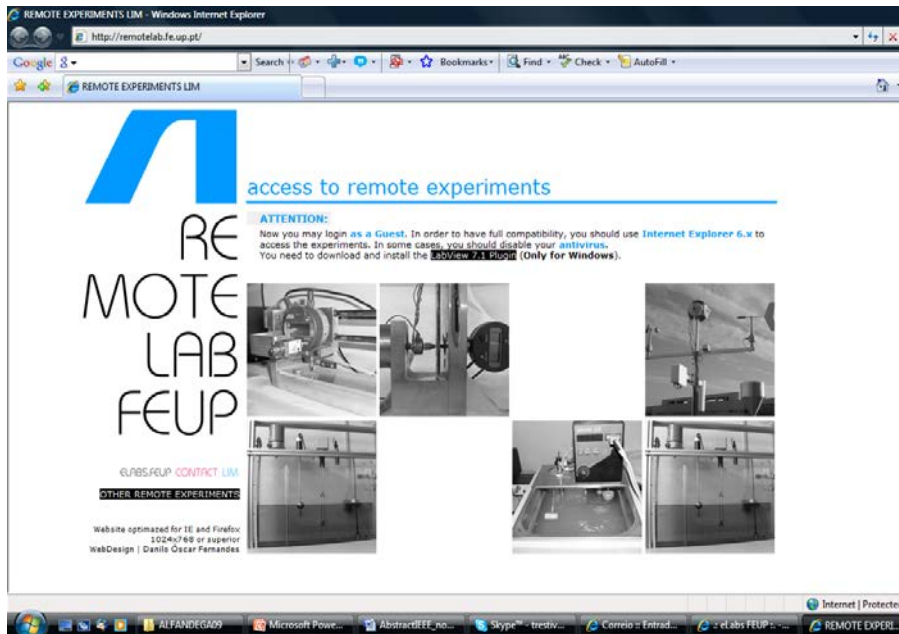 REMOTE EXPERIMENTS LIM - Windows Internet Explorer
http://remotelab.fe.up.pt/
Google
Search
Bookmarks
Find
Check
AutoFill
REMOTE EXPERIMENTS LIM
access to remote experiments
ATTENTION:
Now you may login as a Guest. In order to have full compatibility, you should use Internet Explorer 6.x to
access the experiments. In some cases, you should disable your antivirus.
You need to download and install the LabView 7.1 Plugin (Only for Windows).
RE
MOTE
LAB
FEUP
ELABS.FEUP CONTACT LIM
OTHER REMOTE EXPERIMENTS
Website optimazed for IE and Firefox
1024x768 or superior
WebDesign | Danilo Óscar Fernandes
Internet | Protecte
ALFANDEGA09
Microsoft Powe...
AbstractIEEE_no...
Skype™ - trestiv...
Correio :: Entrad...
.: eLabs FEUP :. -...
REMOTE EXPERI...